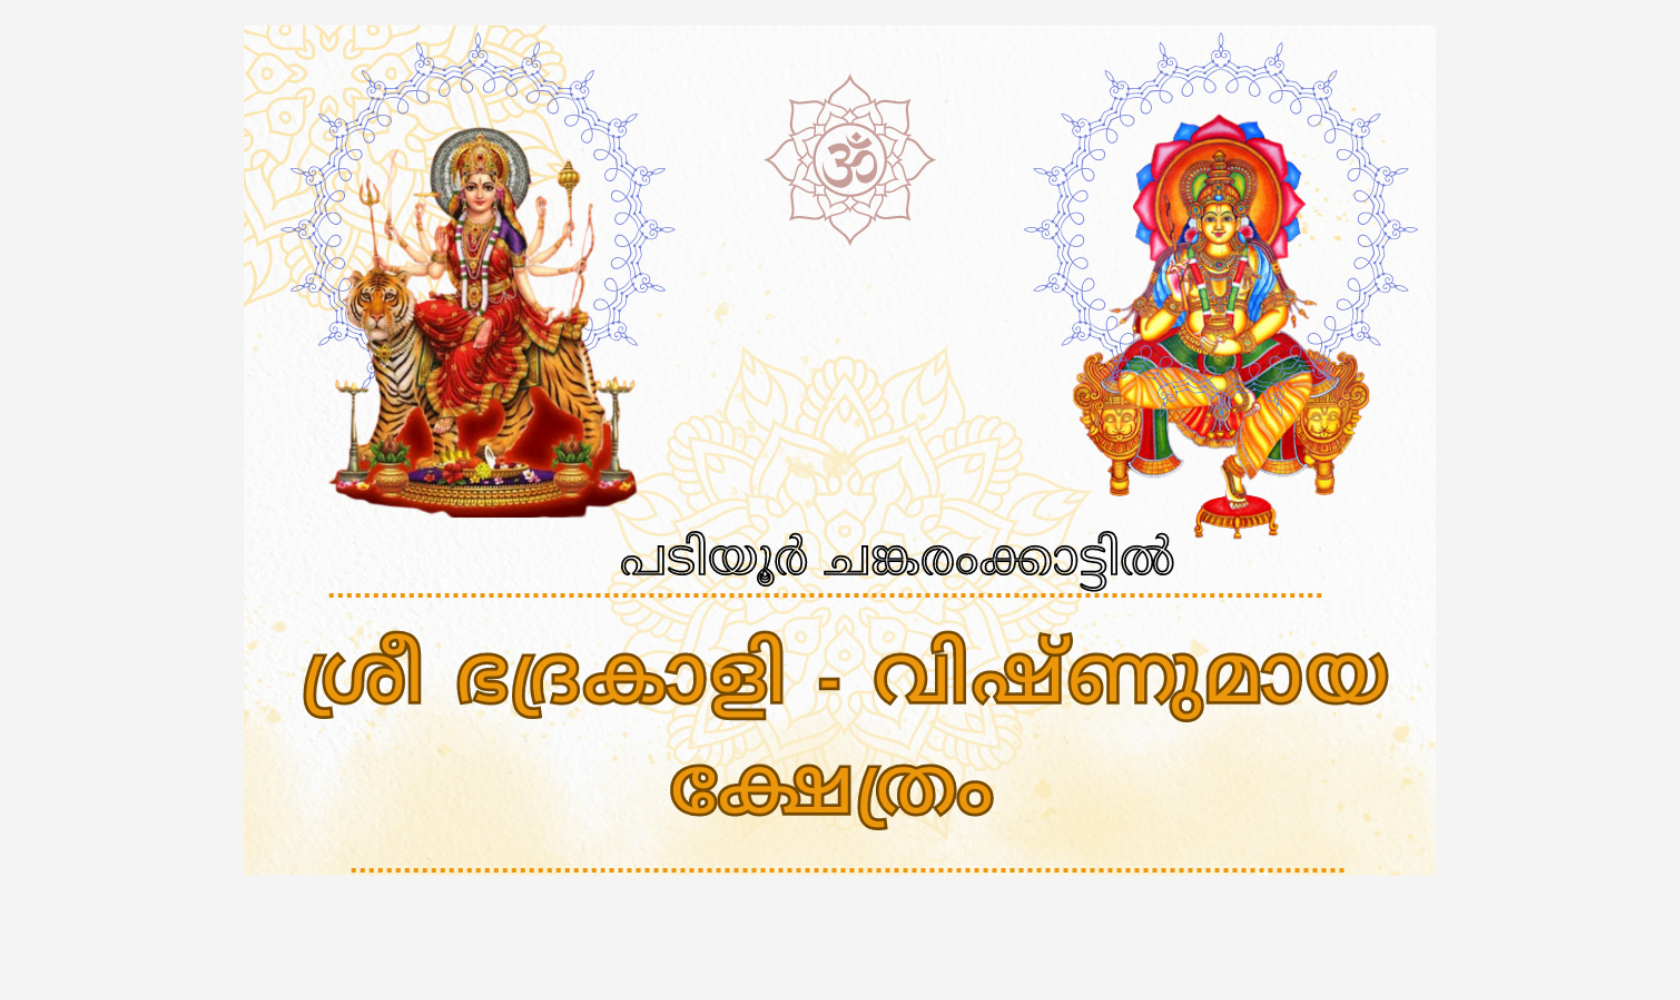 ॐ
പടിയൂർ ചങ്കരംക്കാട്ടിൽ
ശ്രീ ഭദ്രകാളി - വിഷ്ണുമായ
ക്ഷേത്രം